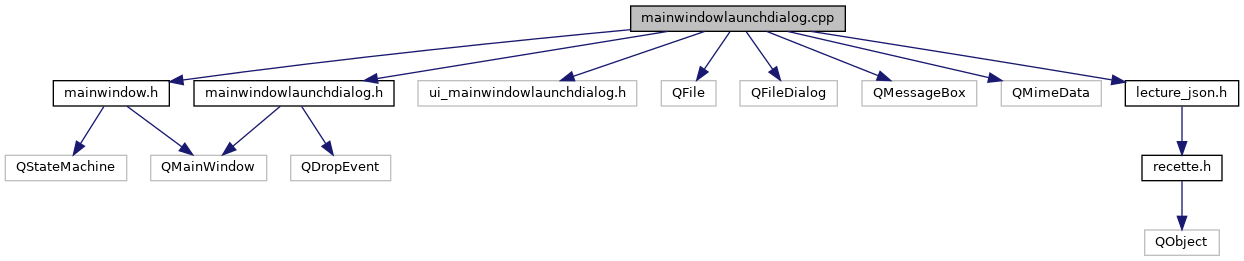 mainwindowlaunchdialog.cpp
mainwindow.h
mainwindowlaunchdialog.h
ui_mainwindowlaunchdialog.h
QFile
QFileDialog
QMessageBox
QMimeData
lecture_json.h
QStateMachine
QMainWindow
QDropEvent
recette.h
QObject